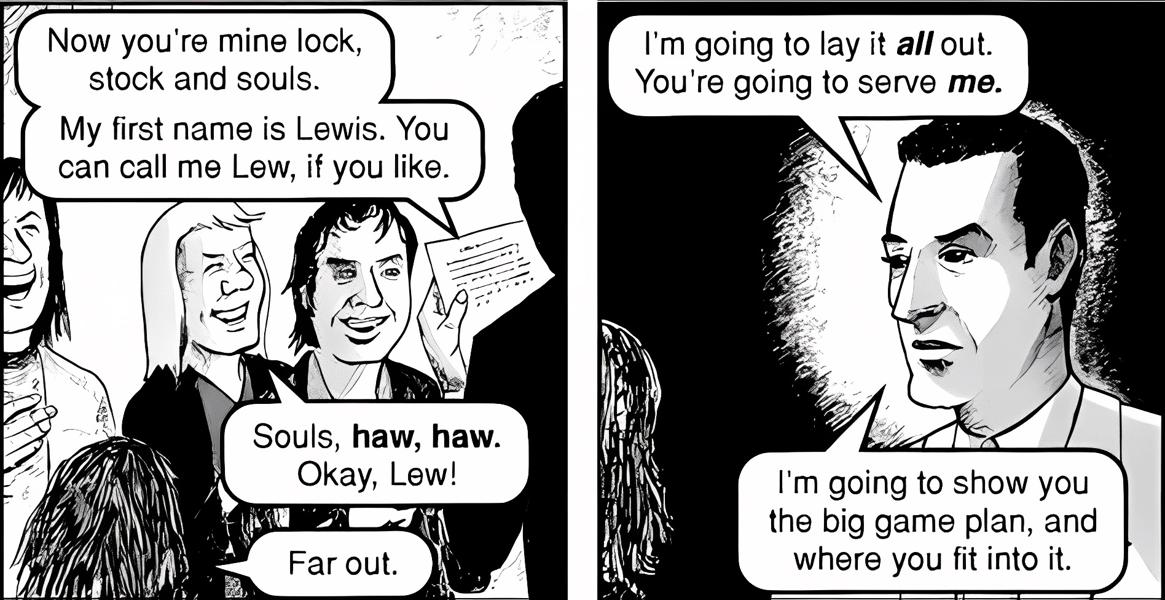 Now you're mine lock,
stock and souls.
My first name is Lewis. You
can call me Lew, if you like.
Souls, haw, haw.
Okay, Lew!
Far out.
I'm going to lay it all out.
You're going to serve me.
I'm going to show you
the big game plan, and
where you fit into it.